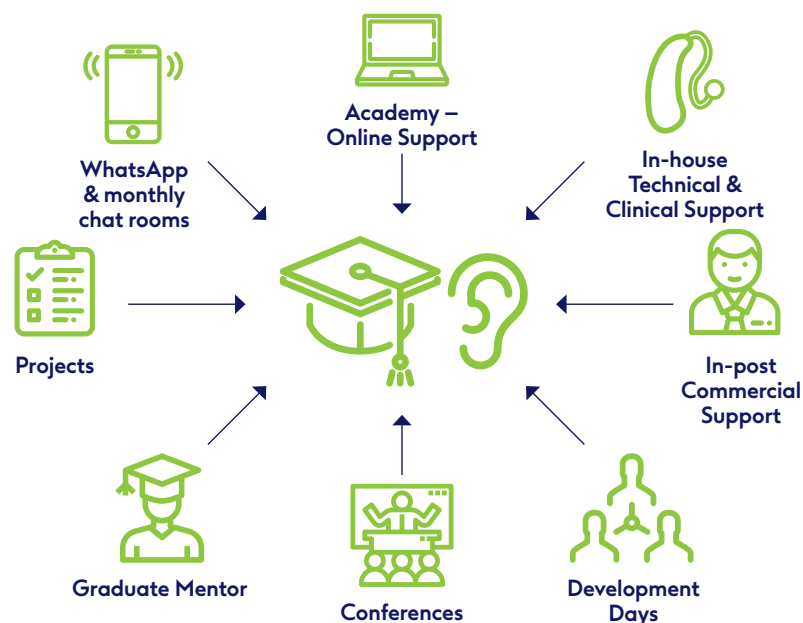 Academy –
Online Support
WhatsApp
& monthly
chat rooms
In-house
Technical &
Clinical Support
Projects
In-post
Commercial
Support
Graduate Mentor
Conferences
Development
Days